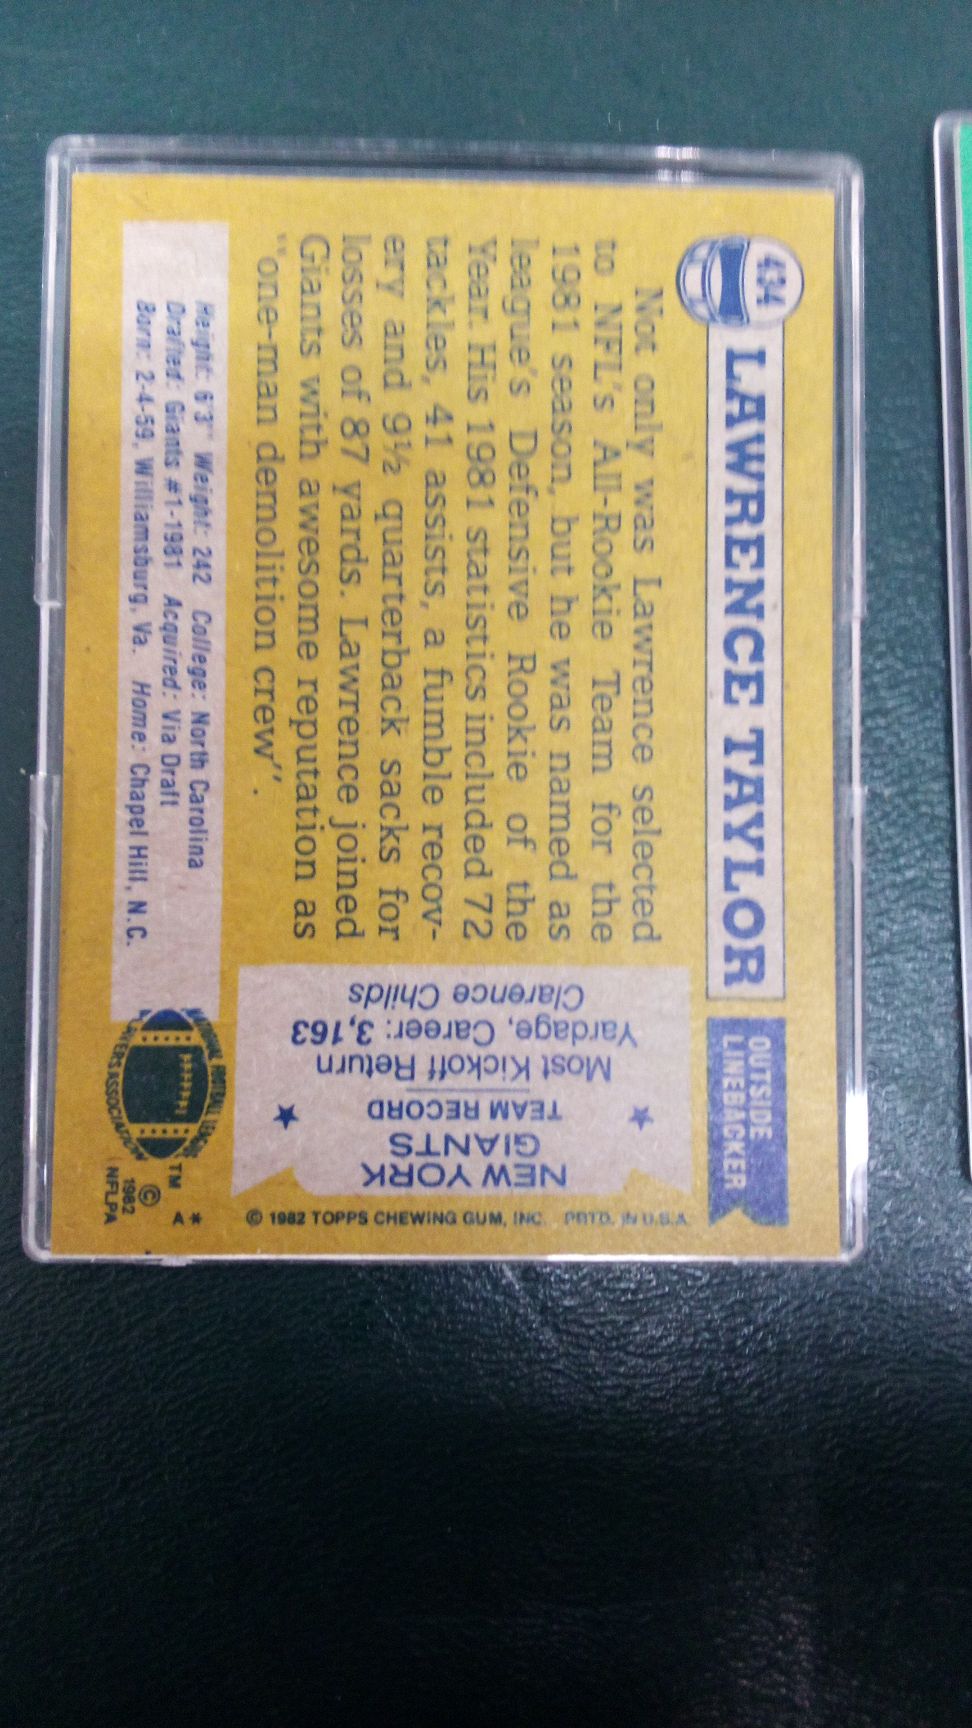 434
LAWRENCE TAYLOR
OUTSIDE
LINEBACKER
Not only was Lawrence selected
to NFL's All-Rookie Team for the
1981 season, but he was named as
league's Defensive Rookie of the
Year. His 1981 statistics included 72
tackles, 41 assists, a fumble recov-
ery and 9½ quarterback sacks for
losses of 87 yards. Lawrence joined
Giants with awesome reputation as
"one-man demolition crew".
NEW YORK
GIANTS
TEAM RECORD
Most Kickoff Return
Yardage, Career: 3,163
Clarence Childs
Height: 6'3" Weight: 242 College: North Carolina
Drafted: Giants #1-1981 Acquired: Via Draft
Born: 2-4-59, Williamsburg, Va. Home: Chapel Hill, N.C.
NATIONAL FOOTBALL LEAGUE
PLAYERS ASSOCIATION
TM
©
1982
NFLPA
A*
© 1982 TOPPS CHEWING GUM, INC. PRTD. IN U.S.A.